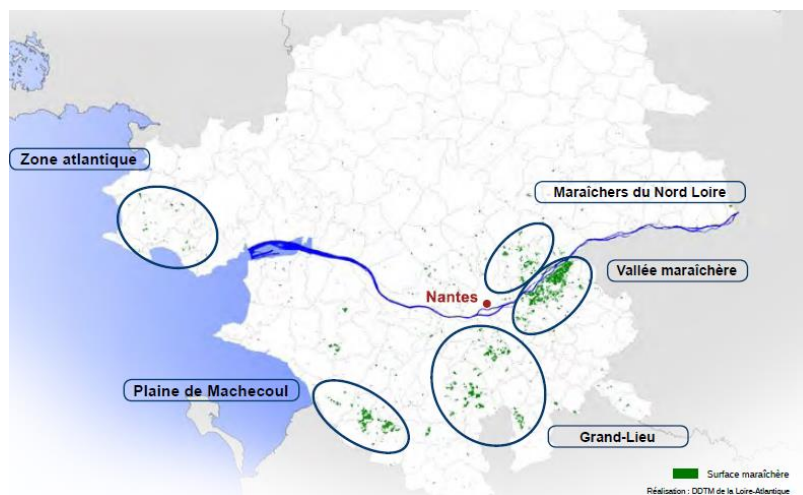 Zone atlantique
Maraîchers du Nord Loire
Vallée maraîchère
Nantes
Plaine de Machecoul
Grand-Lieu
Surface maraîchère
Réalisation : DDTM de la Loire-Atlantique